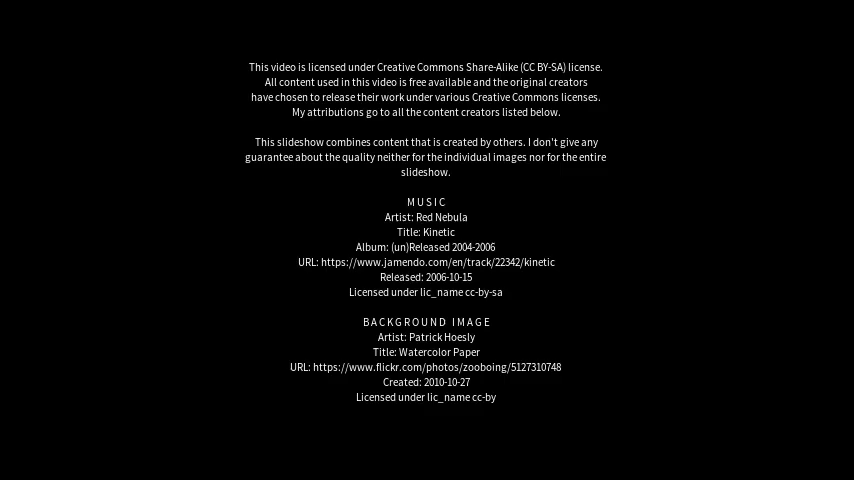 This video is licensed under Creative Commons Share-Alike (CC BY-SA) license.
All content used in this video is free available and the original creators
have chosen to release their work under various Creative Commons licenses.
My attributions go to all the content creators listed below.
This slideshow combines content that is created by others. I don't give any
guarantee about the quality neither for the individual images nor for the entire
slideshow.
MUSIC
Artist: Red Nebula
Title: Kinetic
Album: (un)Released 2004-2006
URL: https://www.jamendo.com/en/track/22342/kinetic
Released: 2006-10-15
Licensed under lic_name cc-by-sa
BACKGROUND IMAGE
Artist: Patrick Hoesly
Title: Watercolor Paper
URL: https://www.flickr.com/photos/zooboing/5127310748
Created: 2010-10-27
Licensed under lic_name cc-by